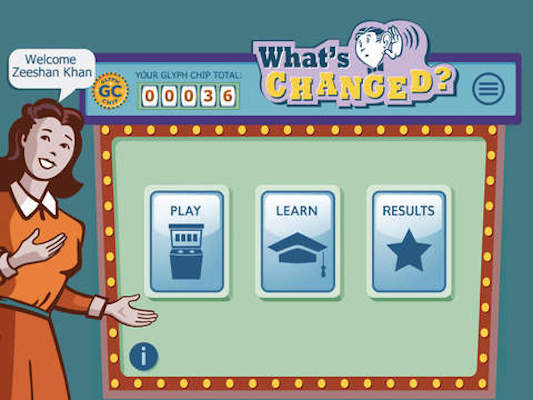 Welcome
Zeeshan Khan
GLYPH
GC
CHIP
YOUR GLYPH CHIP TOTAL:
00036
What's
CHANGED?
PLAY
LEARN
RESULTS
i